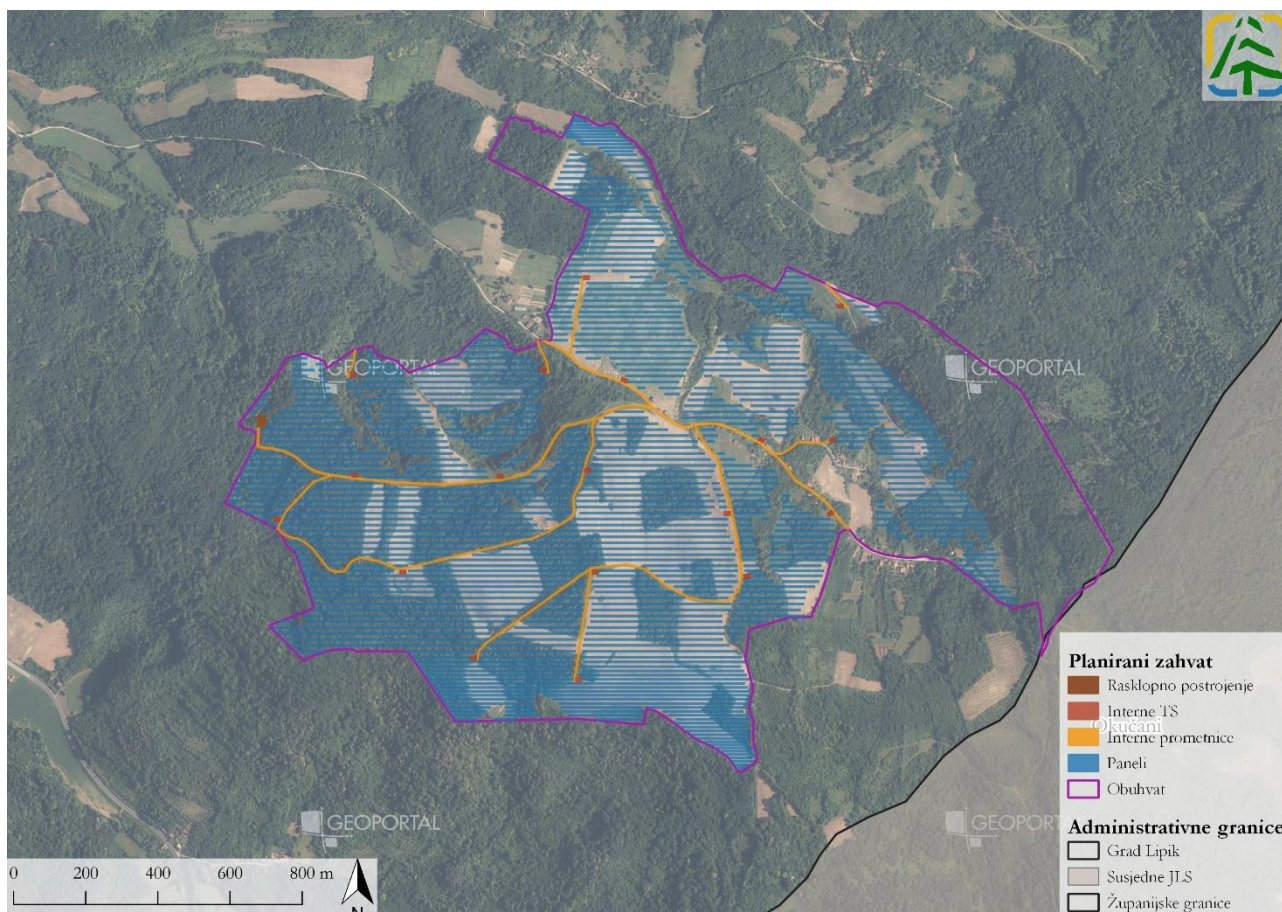 GEOPORTAL
GEOPORTAL
Planirani zahvat
Rasklopno postrojenje
Interne TS
Okučani
Interne prometnice
Paneli
Obuhvat
GEOPORTAL
GEOPORTAL
Administrativne granice
Grad Lipik
Susjedne JLS
Županijske granice
0 200 400 600 800 m
N